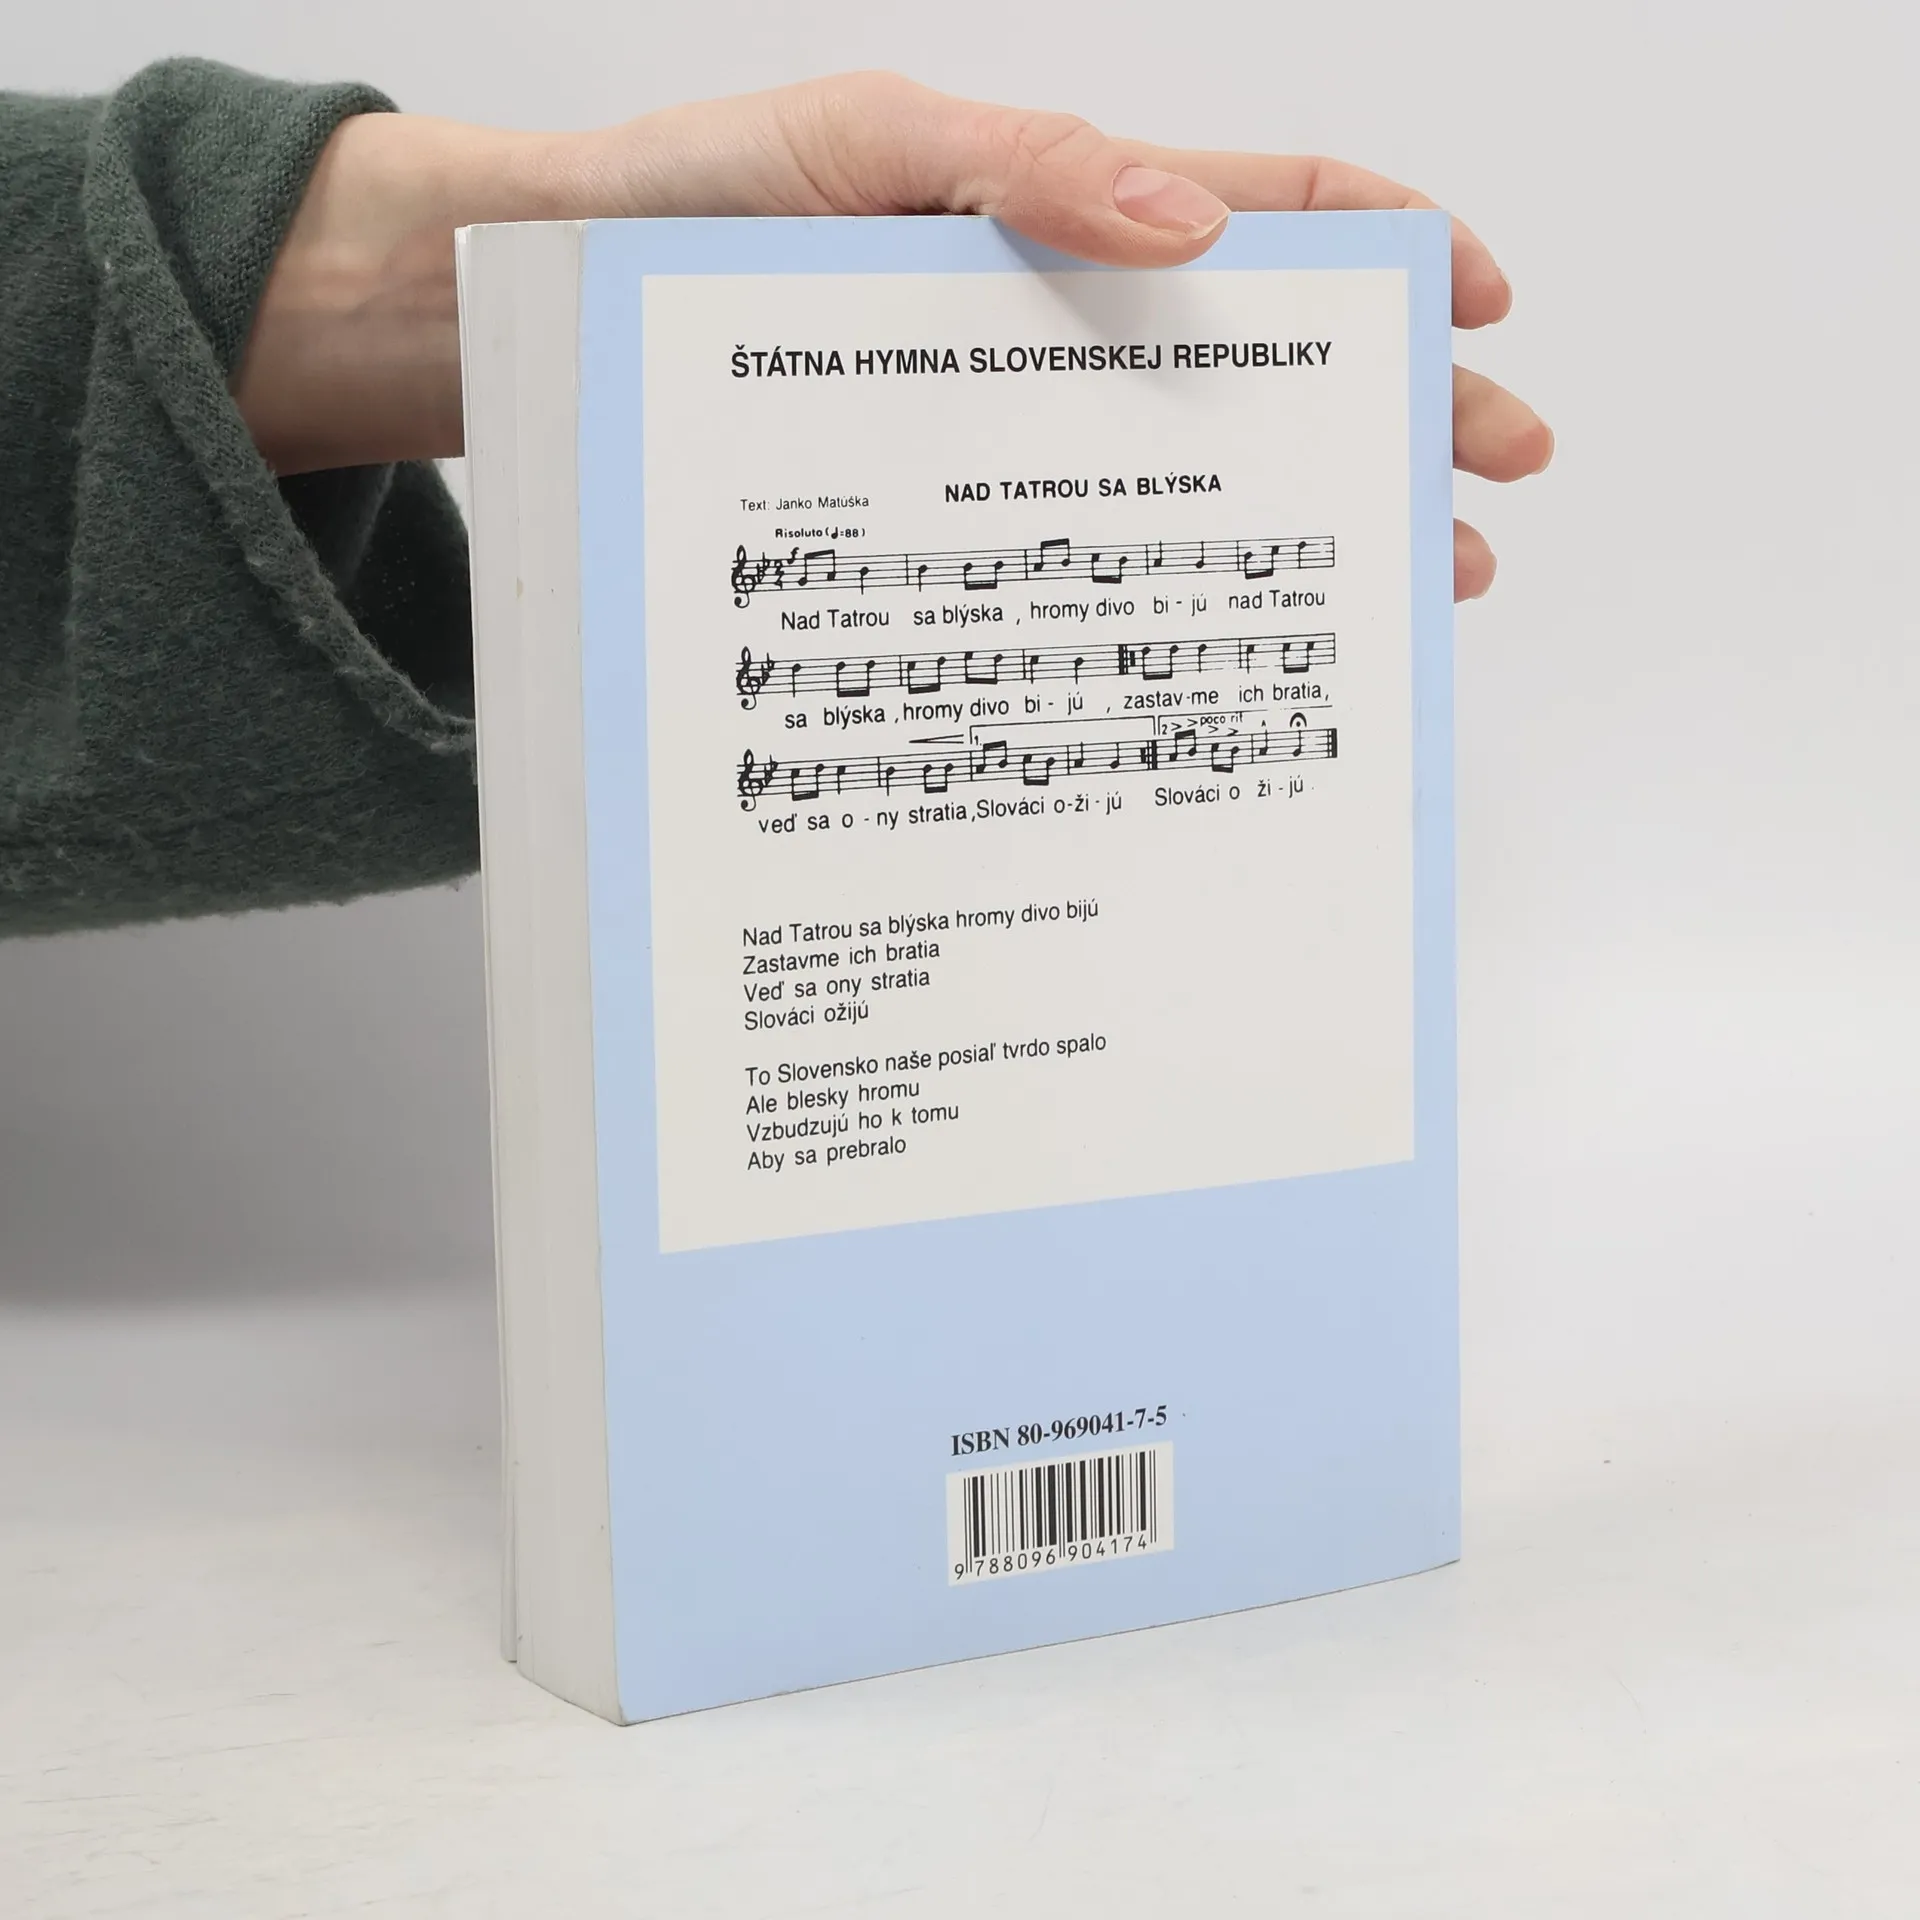 ŠTÁTNA HYMNA SLOVENSKEJ REPUBLIKY
NAD TATROU SA BLÝSKA
Text: Janko Matúška
Risoluto (♩=88)
f
Nad Tatrou sa blýska , hromy divo bi - jú nad Tatrou
sa blýska , hromy divo bi - jú , zastav-me ich bratia,
1. 2 > > poco rit
veď sa o - ny stratia,Slováci o-ži - jú Slováci o ži - jú .
Nad Tatrou sa blýska hromy divo bijú
Zastavme ich bratia
Veď sa ony stratia
Slováci ožijú
To Slovensko naše posiaľ tvrdo spalo
Ale blesky hromu
Vzbudzujú ho k tomu
Aby sa prebralo
ISBN 80-969041-7-5
9 788096 904174